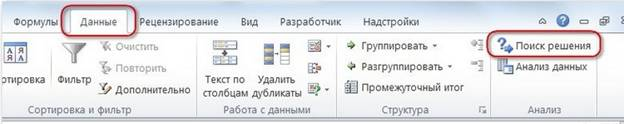 Формулы Данные Рецензирование Вид Разработчик Надстройки
Очистить
Повторить
Дополнительно
ртировка Фильтр
Сортировка и фильтр
Текст по столбцам
Удалить дубликаты
Работа с данными
Группировать
Разгруппировать
Промежуточный итог
Структура
Поиск решения
Анализ данных
Анализ